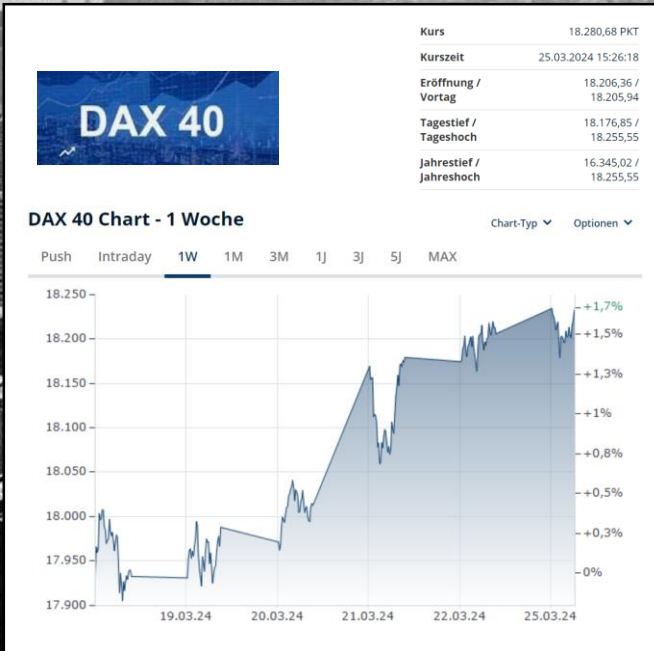 Kurs 18.280,68 PKT
Kurszeit 25.03.2024 15:26:18
Eröffnung / 18.206,36 /
Vortag 18.205,94
Tagestief / 18.176,85 /
Tageshoch 18.255,55
Jahrestief / 16.345,02 /
Jahreshoch 18.255,55
DAX 40
DAX 40 Chart - 1 Woche
Chart-Typ Optionen
Push Intraday 1W 1M 3M 1J 3J 5J MAX
18.250
+1,7%
18.200
+1,5%
18.150
+1,3%
18.100
+1%
+0,8%
18.050
+0,5%
18.000
+0,3%
17.950
0%
17.900
19.03.24 20.03.24 21.03.24 22.03.24 25.03.24